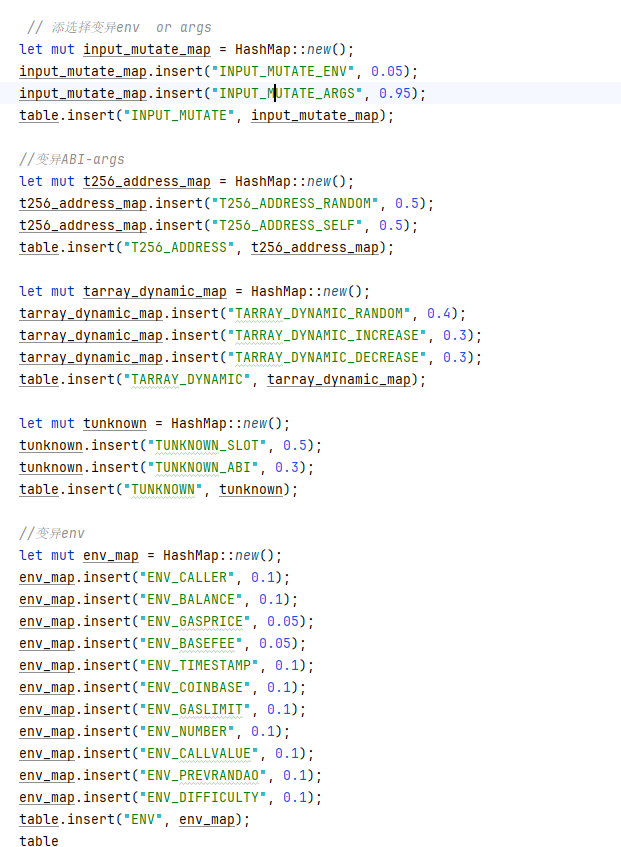 // 添选择变异env  or args
let mut input_mutate_map = HashMap::new();
input_mutate_map.insert("INPUT_MUTATE_ENV", 0.05);
input_mutate_map.insert("INPUT_MUTATE_ARGS", 0.95);
table.insert("INPUT_MUTATE", input_mutate_map);
//变异ABI-args
let mut t256_address_map = HashMap::new();
t256_address_map.insert("T256_ADDRESS_RANDOM", 0.5);
t256_address_map.insert("T256_ADDRESS_SELF", 0.5);
table.insert("T256_ADDRESS", t256_address_map);
let mut tarray_dynamic_map = HashMap::new();
tarray_dynamic_map.insert("TARRAY_DYNAMIC_RANDOM", 0.4);
tarray_dynamic_map.insert("TARRAY_DYNAMIC_INCREASE", 0.3);
tarray_dynamic_map.insert("TARRAY_DYNAMIC_DECREASE", 0.3);
table.insert("TARRAY_DYNAMIC", tarray_dynamic_map);
let mut tunknown = HashMap::new();
tunknown.insert("TUNKNOWN_SLOT", 0.5);
tunknown.insert("TUNKNOWN_ABI", 0.3);
table.insert("TUNKNOWN", tunknown);
//变异env
let mut env_map = HashMap::new();
env_map.insert("ENV_CALLER", 0.1);
env_map.insert("ENV_BALANCE", 0.1);
env_map.insert("ENV_GASPRICE", 0.05);
env_map.insert("ENV_BASEFEE", 0.05);
env_map.insert("ENV_TIMESTAMP", 0.1);
env_map.insert("ENV_COINBASE", 0.1);
env_map.insert("ENV_GASLIMIT", 0.1);
env_map.insert("ENV_NUMBER", 0.1);
env_map.insert("ENV_CALLVALUE", 0.1);
env_map.insert("ENV_PREVRANDAO", 0.1);
env_map.insert("ENV_DIFFICULTY", 0.1);
table.insert("ENV", env_map);
table